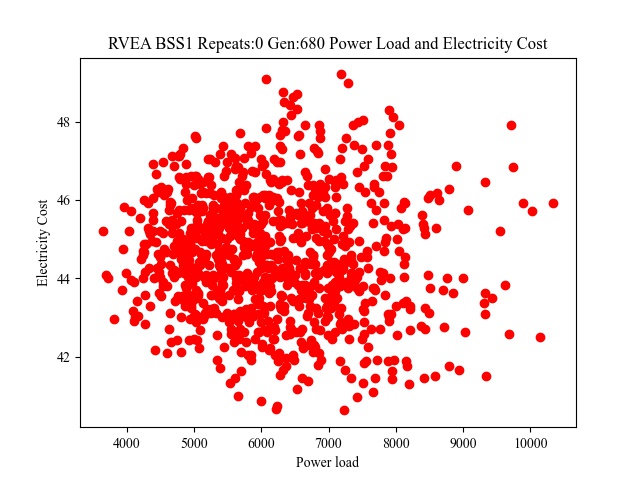 RVEA BSS1 Repeats:0 Gen:680 Power Load and Electricity Cost
48
46
44
42
Electricity Cost
4000 5000 6000 7000 8000 9000 10000
Power load